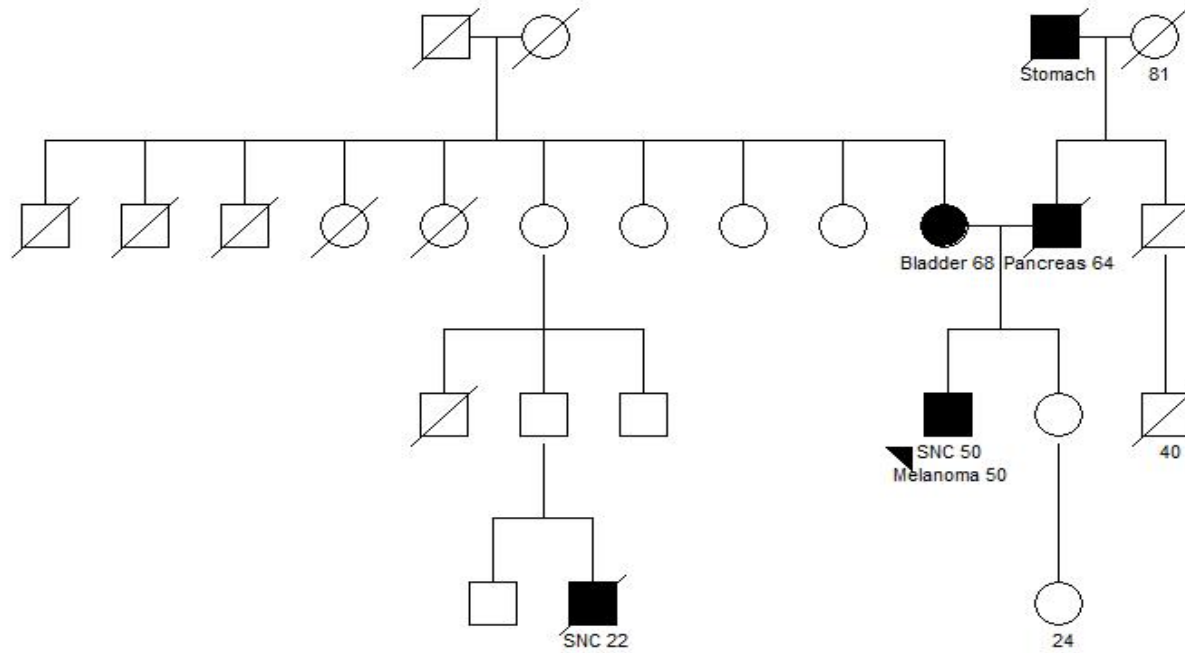 Stomach
81
Bladder 68
Pancreas 64
SNC 50
Melanoma 50
40
SNC 22
24